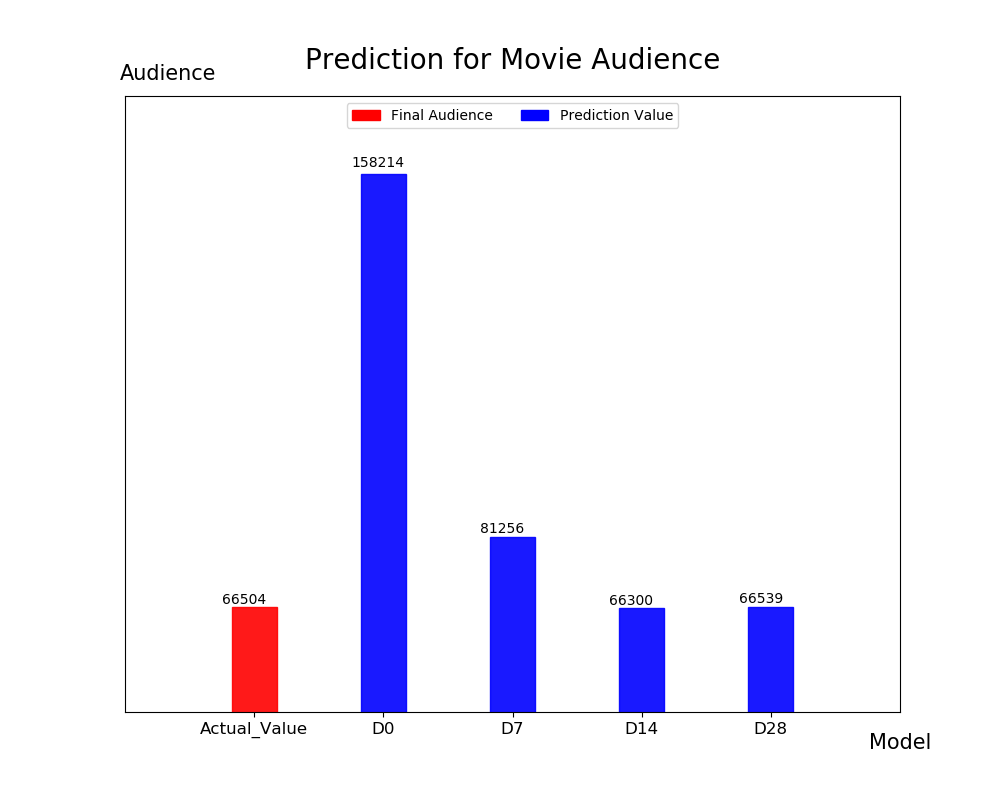 Prediction for Movie Audience
Audience
Final Audience Prediction Value
158214
81256
66504 66300 66539
Actual_Value D0 D7 D14 D28
Model